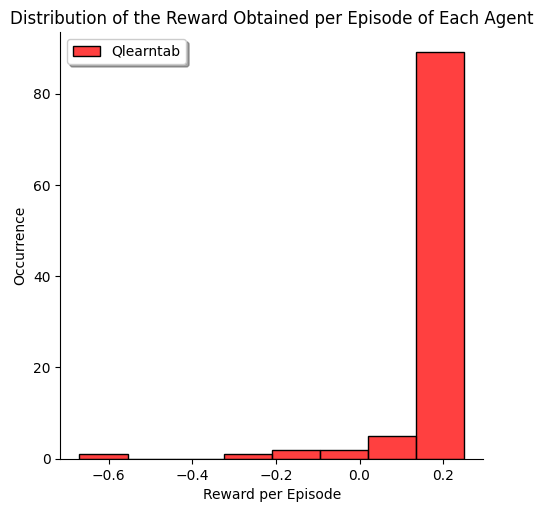 Distribution of the Reward Obtained per Episode of Each Agent
Qlearntab
80
60
40
20
0
Occurrence
−0.6
−0.4
−0.2
0.0
0.2
Reward per Episode